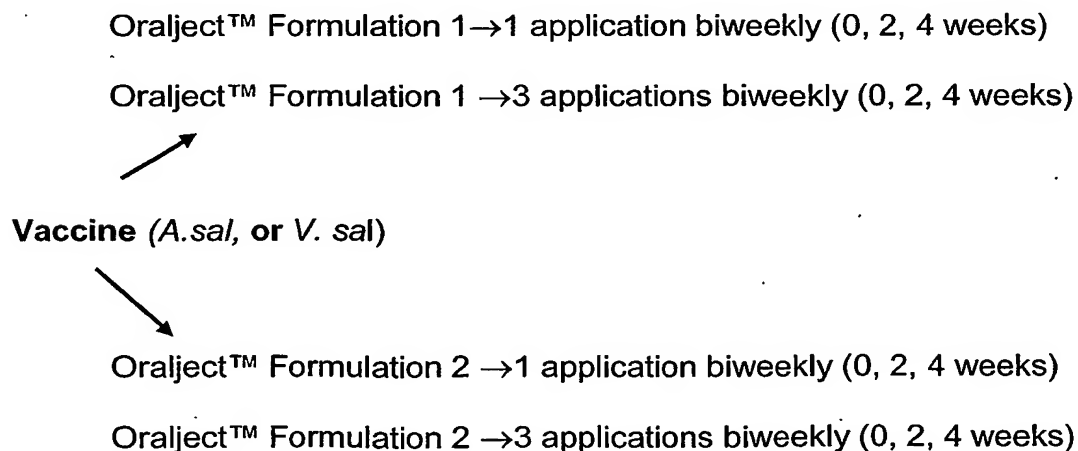 Oralject™ Formulation 1→1 application biweekly (0, 2, 4 weeks)
Oralject™ Formulation 1 →3 applications biweekly (0, 2, 4 weeks)
Vaccine (A.sal, or V. sal)
Oralject™ Formulation 2 →1 application biweekly (0, 2, 4 weeks)
Oralject™ Formulation 2 →3 applications biweekly (0, 2, 4 weeks)